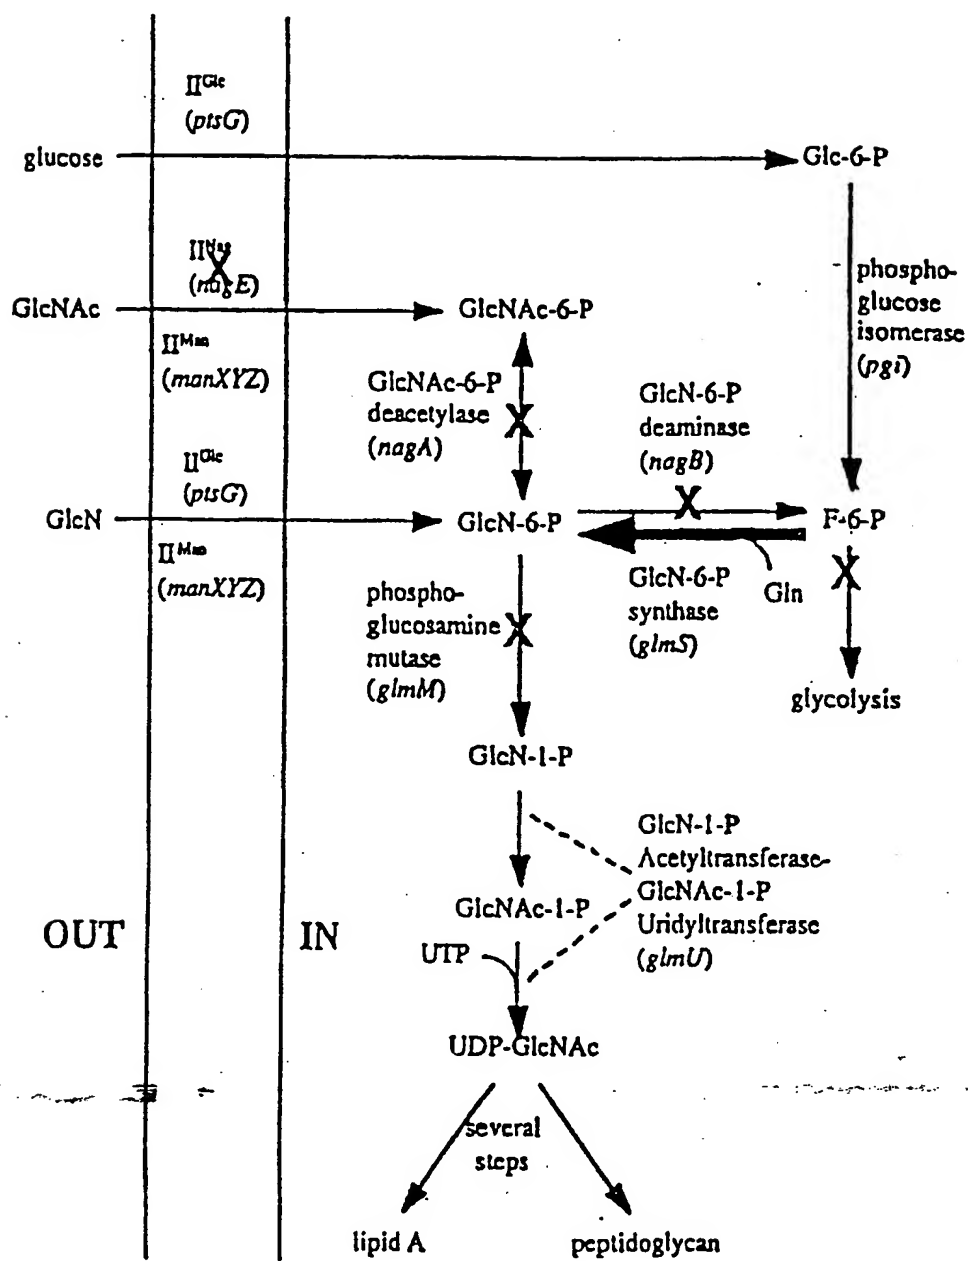 II^Glc
(ptsG)
glucose
Glc-6-P
II^Nag
(nagE)
GlcNAc
GlcNAc-6-P
phospho-
glucose
isomerase
(pgi)
II^Man
(manXYZ)
GlcNAc-6-P
deacetylase
(nagA)
GlcN-6-P
deaminase
(nagB)
II^Glc
(ptsG)
GlcN
GlcN-6-P
F-6-P
II^Man
(manXYZ)
GlcN-6-P
synthase
(glmS)
Gln
phospho-
glucosamine
mutase
(glmM)
glycolysis
GlcN-1-P
GlcN-1-P
Acetyltransferase-
GlcNAc-1-P
Uridyltransferase
(glmU)
GlcNAc-1-P
OUT
IN
UTP
UDP-GlcNAc
several
steps
lipid A
peptidoglycan